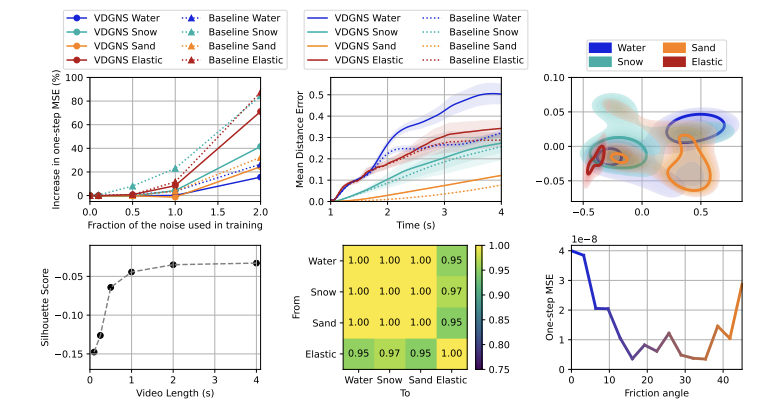 VDGNS Water
VDGNS Snow
VDGNS Sand
VDGNS Elastic
Baseline Water
Baseline Snow
Baseline Sand
Baseline Elastic
Increase in one-step MSE (%)
100
80
60
40
20
0
0.0 0.5 1.0 2.0
Fraction of the noise used in training
VDGNS Water
VDGNS Snow
VDGNS Sand
VDGNS Elastic
Baseline Water
Baseline Snow
Baseline Sand
Baseline Elastic
Mean Distance Error
0.5
0.4
0.3
0.2
0.1
0.0
1 2 3 4
Time (s)
Water
Snow
Sand
Elastic
0.10
0.05
0.00
−0.05
−0.5 0.0 0.5
Silhouette Score
−0.05
−0.10
−0.15
0 1 2 3 4
Video Length (s)
From
Water 1.00 1.00 1.00 0.95
Snow 1.00 1.00 1.00 0.97
Sand 1.00 1.00 1.00 0.95
Elastic 0.95 0.97 0.95 1.00
Water Snow Sand Elastic
To
1.00
0.95
0.90
0.85
0.80
0.75
1e−8
One-step MSE
4
3
2
1
0
0 10 20 30 40
Friction angle